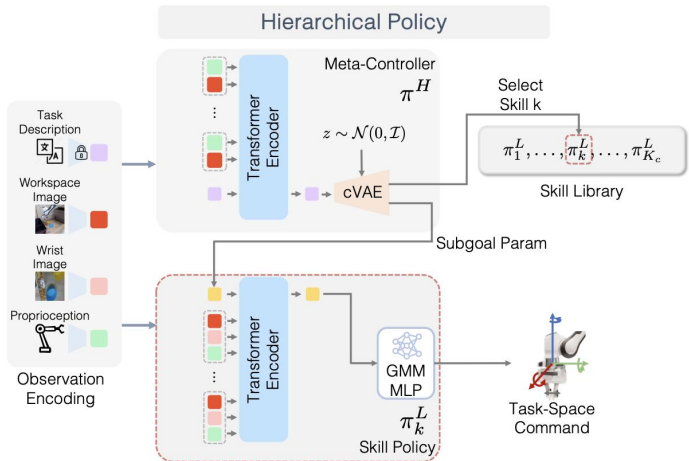 Hierarchical Policy
Meta-Controller
π^H
Transformer
Encoder
...
z ∼ N(0, I)
cVAE
Select
Skill k
π_1^L, . . . , π_k^L, . . . , π_{K_c}^L
Skill Library
Subgoal Param
Task
Description
文
A
Workspace
Image
Wrist
Image
Proprioception
Observation
Encoding
Transformer
Encoder
...
GMM
MLP
π_k^L
Skill Policy
Task-Space
Command